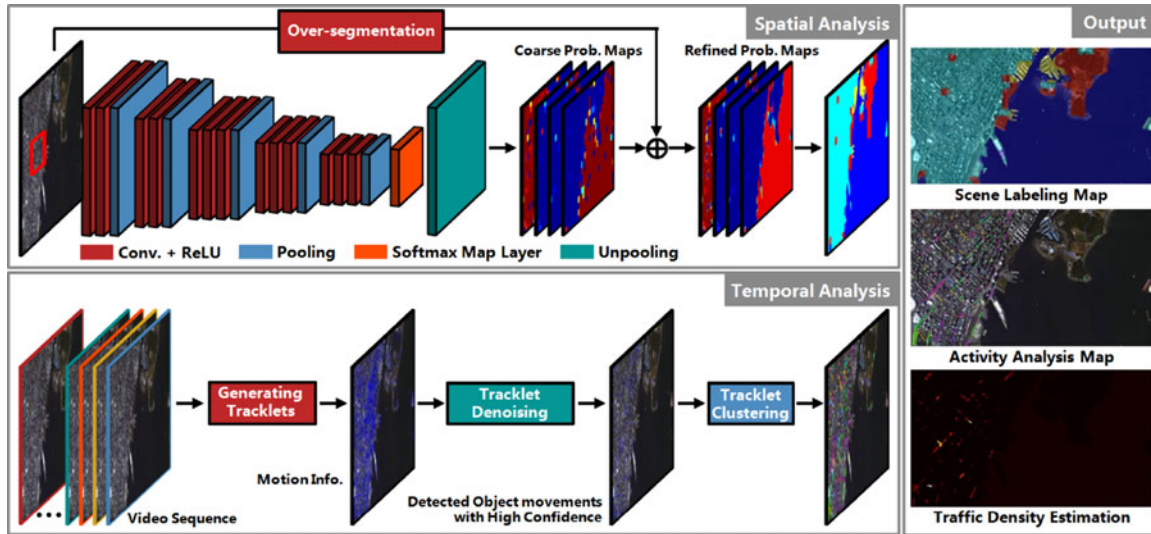 Spatial Analysis
Over-segmentation
Coarse Prob. Maps
Refined Prob. Maps
Conv. + ReLU
Pooling
Softmax Map Layer
Unpooling
Temporal Analysis
Generating
Tracklets
Tracklet
Denoising
Tracklet
Clustering
Motion Info.
Detected Object movements
with High Confidence
Video Sequence
Output
Scene Labeling Map
Activity Analysis Map
Traffic Density Estimation